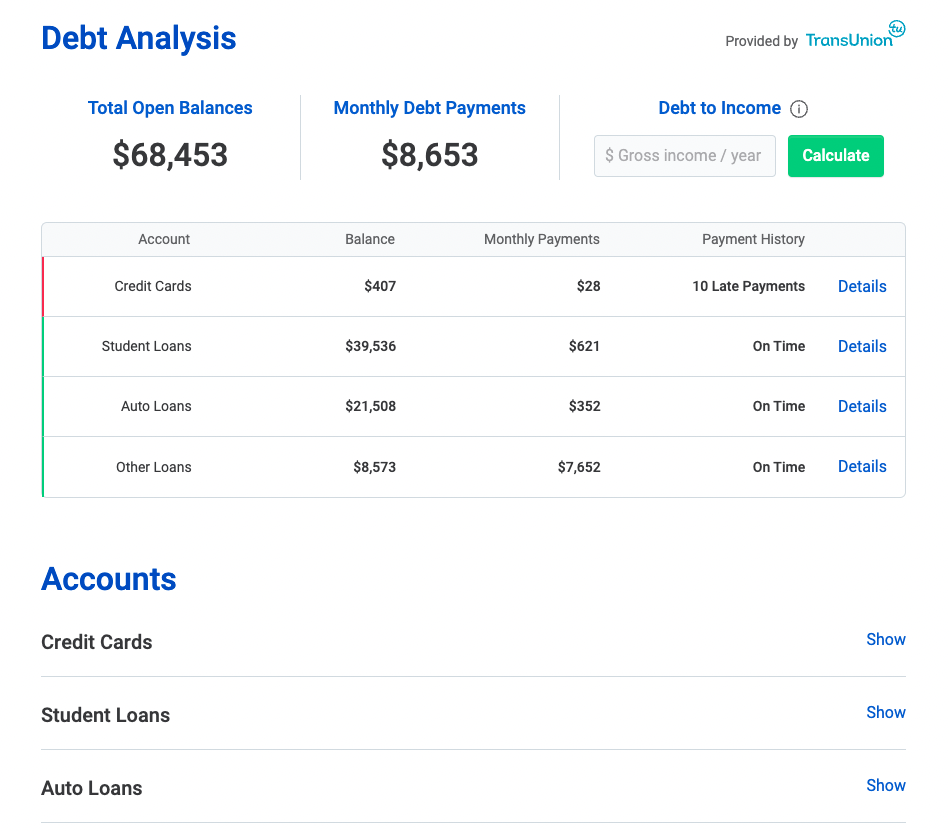 Debt Analysis
Provided by TransUnion tu
Total Open Balances
$68,453
Monthly Debt Payments
$8,653
Debt to Income i
$ Gross income / year Calculate
Account Balance Monthly Payments Payment History
Credit Cards $407 $28 10 Late Payments Details
Student Loans $39,536 $621 On Time Details
Auto Loans $21,508 $352 On Time Details
Other Loans $8,573 $7,652 On Time Details
Accounts
Credit Cards Show
Student Loans Show
Auto Loans Show